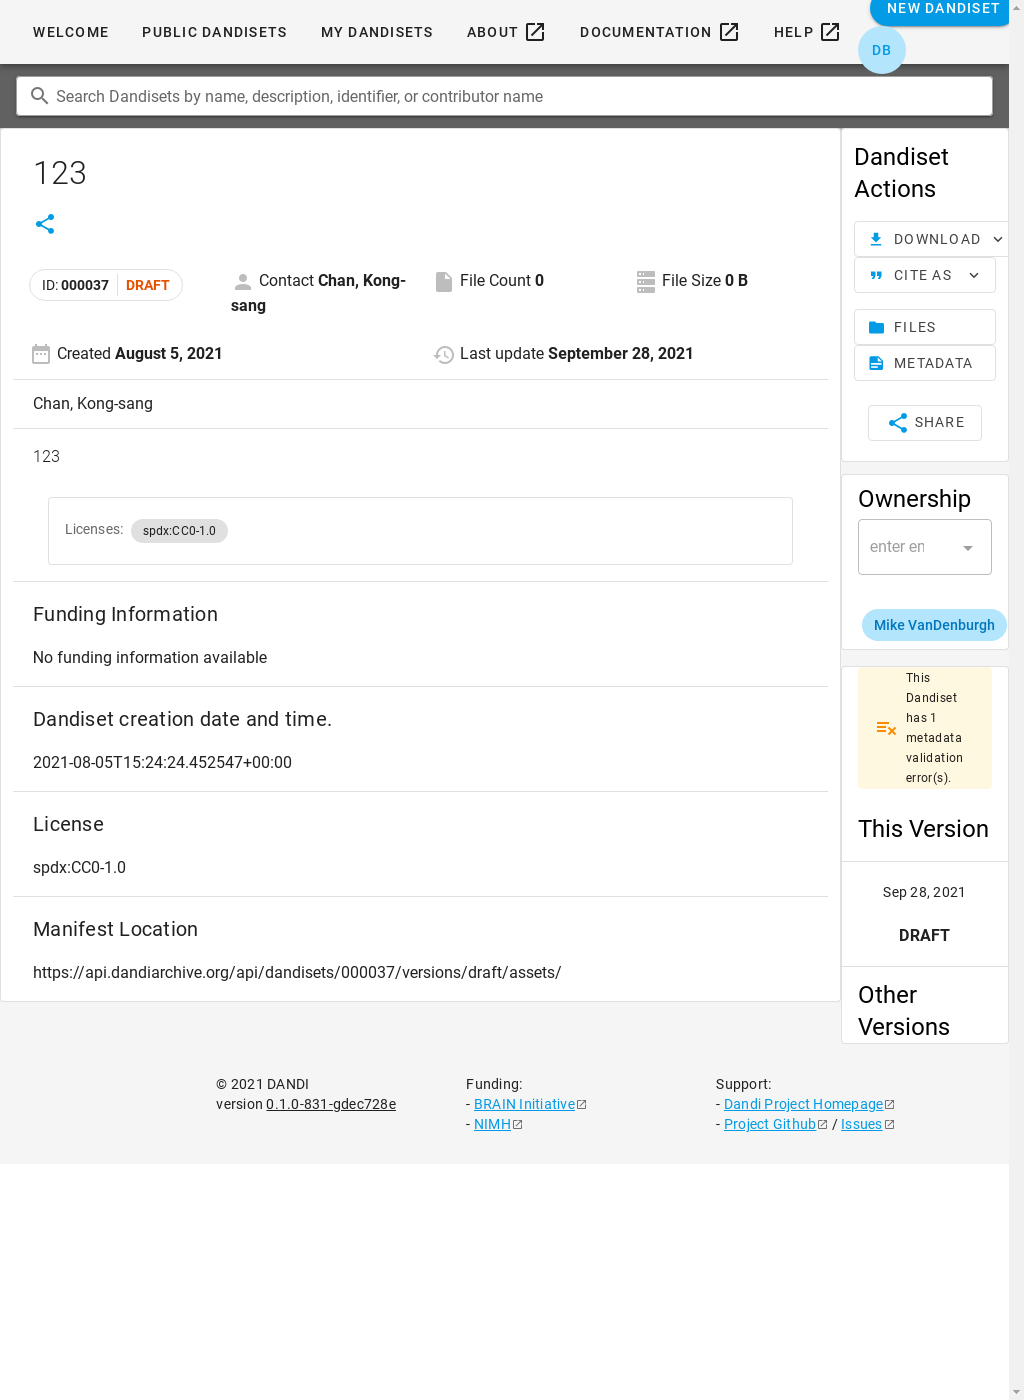 WELCOME
PUBLIC DANDISETS
MY DANDISETS
ABOUT
DOCUMENTATION
HELP
NEW DANDISET
DB
Search Dandisets by name, description, identifier, or contributor name
123
ID: 000037 DRAFT
Contact Chan, Kong-
sang
File Count 0
File Size 0 B
Created August 5, 2021
Last update September 28, 2021
Chan, Kong-sang
123
Licenses: spdx:CC0-1.0
Funding Information
No funding information available
Dandiset creation date and time.
2021-08-05T15:24:24.452547+00:00
License
spdx:CC0-1.0
Manifest Location
https://api.dandiarchive.org/api/dandisets/000037/versions/draft/assets/
Dandiset
Actions
DOWNLOAD
CITE AS
FILES
METADATA
SHARE
Ownership
enter en
Mike VanDenburgh
This
Dandiset
has 1
metadata
validation
error(s).
This Version
Sep 28, 2021
DRAFT
Other
Versions
© 2021 DANDI
version 0.1.0-831-gdec728e
Funding:
- BRAIN Initiative
- NIMH
Support:
- Dandi Project Homepage
- Project Github / Issues